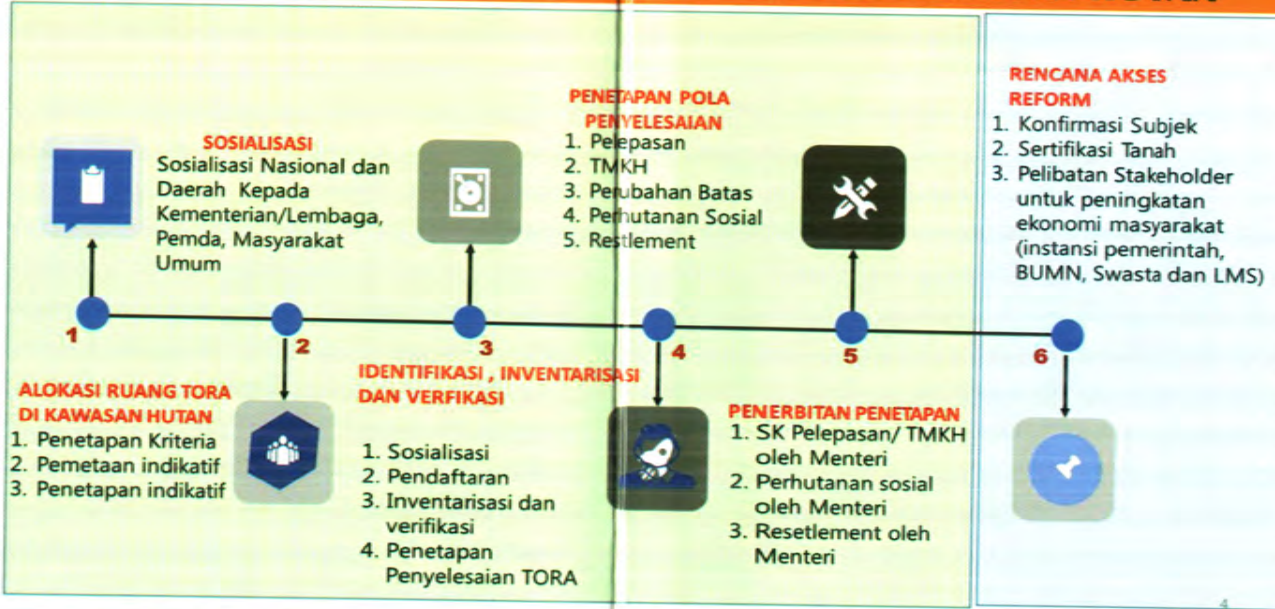 SOSIALISASI
Sosialisasi Nasional dan
Daerah Kepada
Kementerian/Lembaga,
Pemda, Masyarakat
Umum
PENETAPAN POLA
PENYELESAIAN
1. Pelepasan
2. TMKH
3. Perubahan Batas
4. Perhutanan Sosial
5. Restlement
RENCANA AKSES
REFORM
1. Konfirmasi Subjek
2. Sertifikasi Tanah
3. Pelibatan Stakeholder
untuk peningkatan
ekonomi masyarakat
(instansi pemerintah,
BUMN, Swasta dan LMS)
1
2
3
4
5
6
ALOKASI RUANG TORA
DI KAWASAN HUTAN
1. Penetapan Kriteria
2. Pemetaan indikatif
3. Penetapan indikatif
IDENTIFIKASI , INVENTARISASI
DAN VERFIKASI
1. Sosialisasi
2. Pendaftaran
3. Inventarisasi dan
verifikasi
4. Penetapan
Penyelesaian TORA
PENERBITAN PENETAPAN
1. SK Pelepasan/ TMKH
oleh Menteri
2. Perhutanan sosial
oleh Menteri
3. Resetlement oleh
Menteri
4